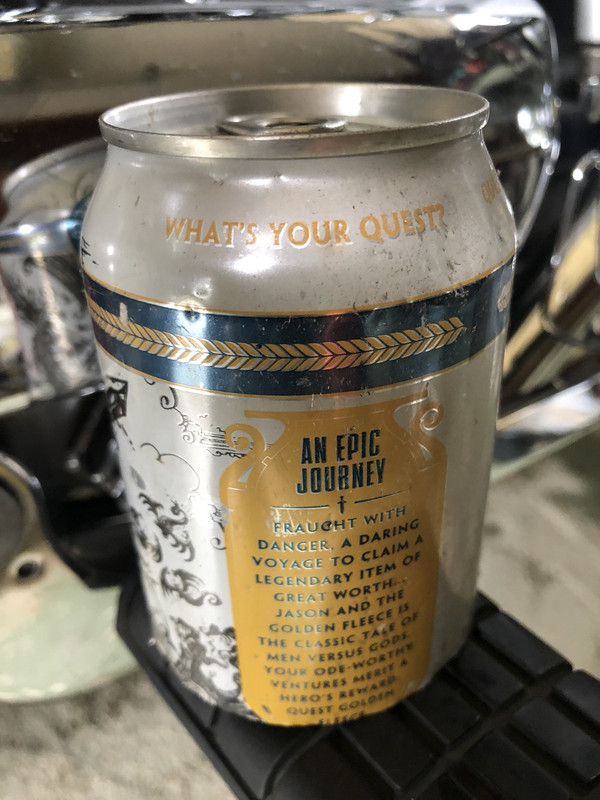 WHAT'S YOUR QUEST?
AN EPIC
JOURNEY
FRAUGHT WITH
DANGER, A DARING
VOYAGE TO CLAIM A
LEGENDARY ITEM OF
GREAT WORTH...
JASON AND THE
GOLDEN FLEECE IS
THE CLASSIC TALE OF
MEN VERSUS GODS.
YOUR ODE-WORTHY
VENTURES MERIT A
HERO'S REWARD.
QUEST GOLDEN
FLEECE